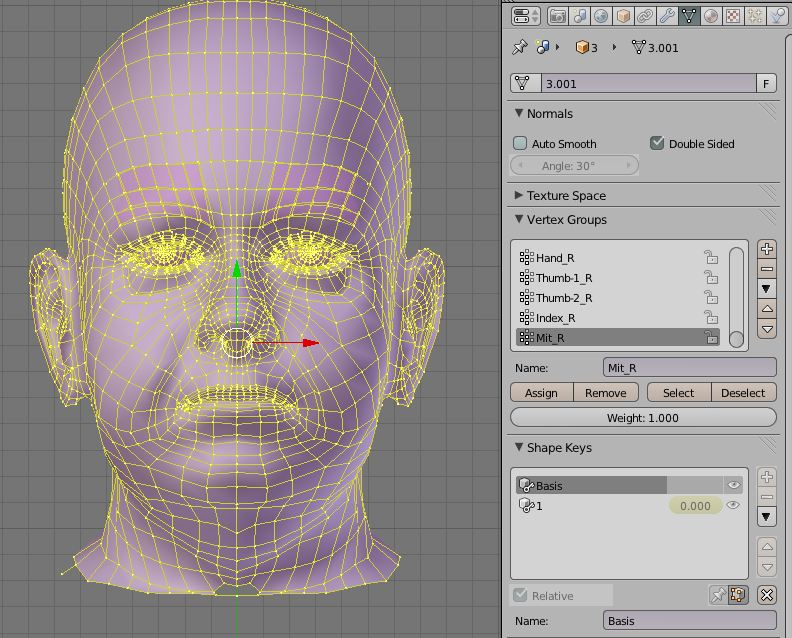 3 3.001
3.001 F
Normals
Auto Smooth Double Sided
Angle: 30°
Texture Space
Vertex Groups
Hand_R
Thumb-1_R
Thumb-2_R
Index_R
Mit_R
Name: Mit_R
Assign Remove Select Deselect
Weight: 1.000
Shape Keys
Basis
1 0.000
Relative
Name: Basis